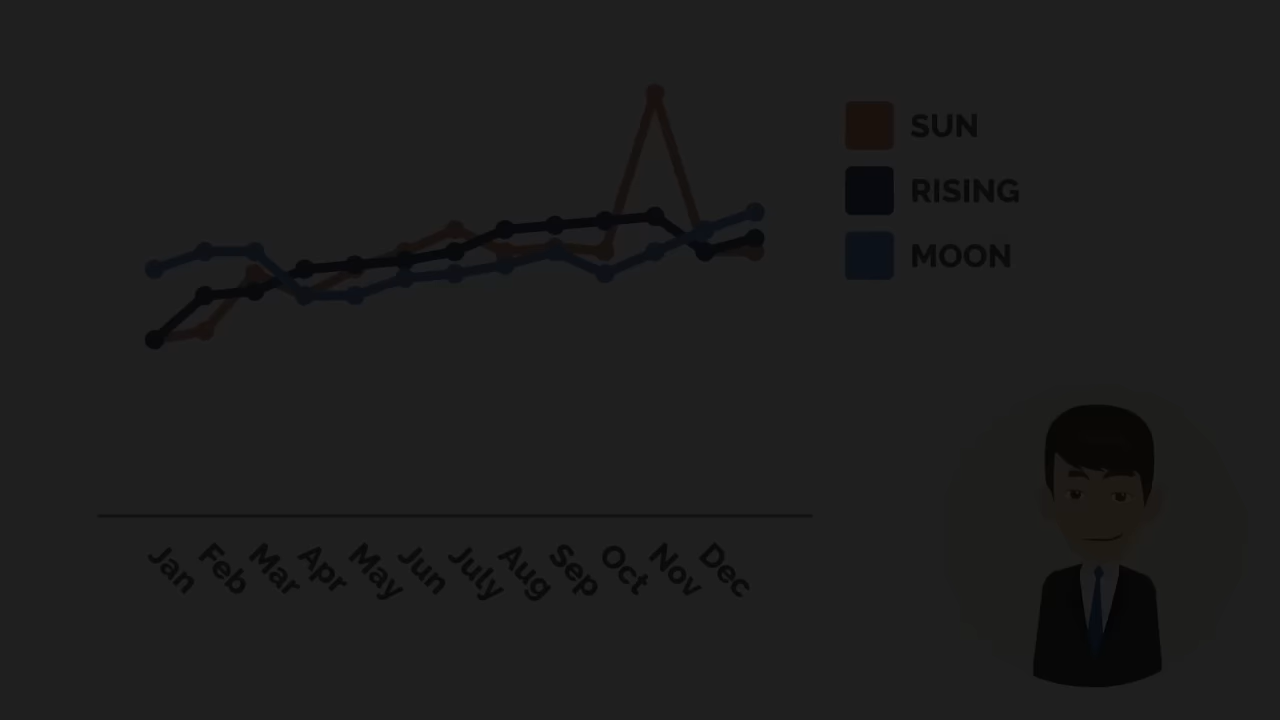 SUN
RISING
MOON
Jan
Feb
Mar
Apr
May
Jun
July
Aug
Sep
Oct
Nov
Dec